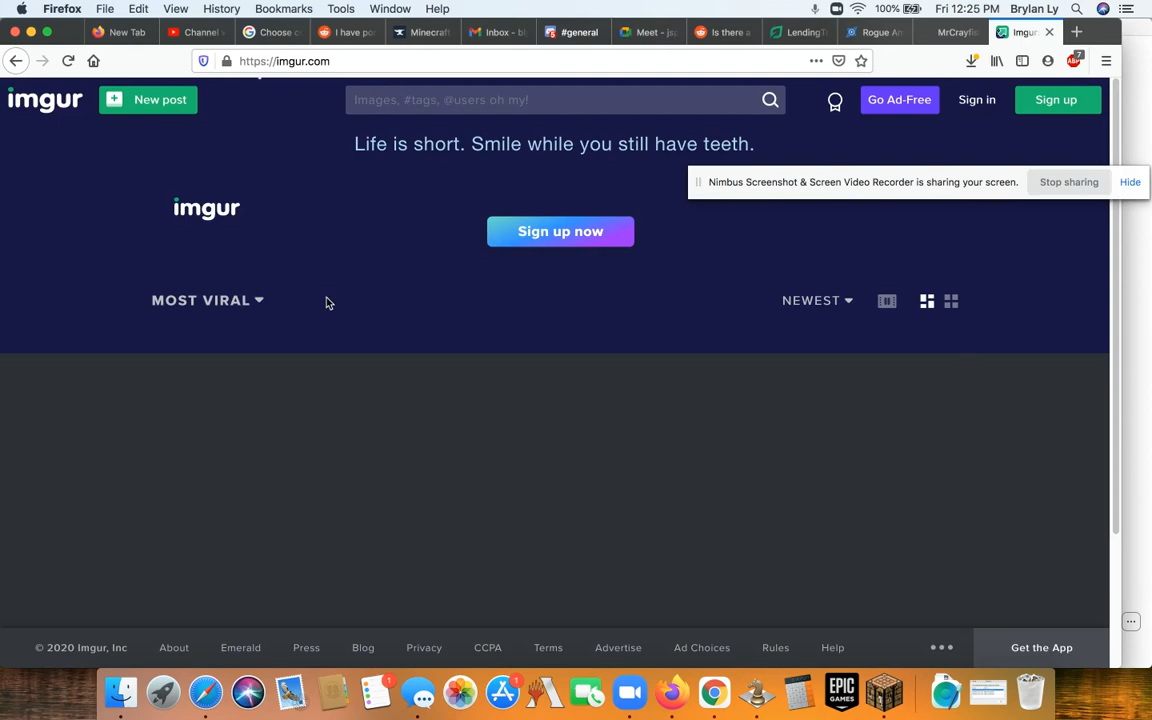 Firefox File Edit View History Bookmarks Tools Window Help 100% Fri 12:25 PM Brylan Ly
New Tab Channel Choose I have po Minecraft Inbox - #general Meet - Is there a Lending Rogue MrCrayfis Imgur
https://imgur.com 7
imgur New post Images, #tags, @users oh my! Go Ad-Free Sign in Sign up
Life is short. Smile while you still have teeth.
Nimbus Screenshot & Screen Video Recorder is sharing your screen. Stop sharing Hide
imgur
Sign up now
MOST VIRAL NEWEST
© 2020 Imgur, Inc About Emerald Press Blog Privacy CCPA Terms Advertise Ad Choices Rules Help Get the App
1 1 EPIC GAMES